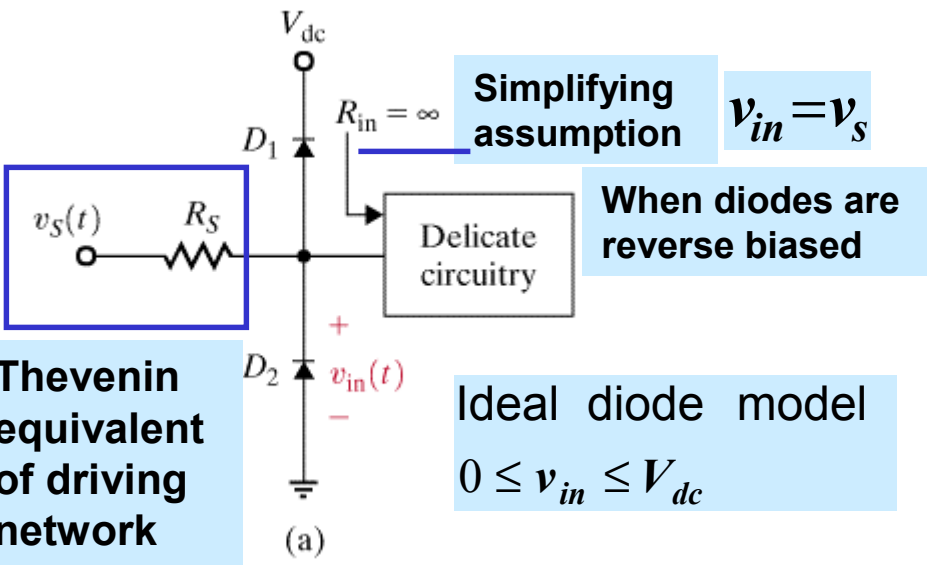 V_dc
Simplifying
assumption
v_in=v_s
R_in = ∞
D_1
When diodes are
reverse biased
v_S(t)
R_S
Delicate
circuitry
+
D_2
v_in(t)
−
Thevenin
equivalent
of driving
network
Ideal diode model
0 ≤ v_in ≤ V_dc
(a)